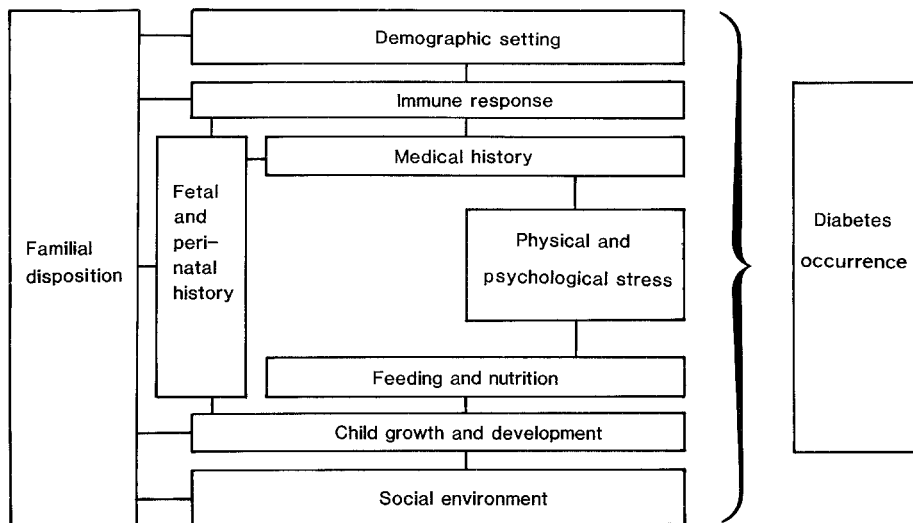 Demographic setting
Immune response
Medical history
Fetal
and
peri-
natal
history
Familial
disposition
Physical and
psychological stress
Diabetes
occurrence
Feeding and nutrition
Child growth and development
Social environment